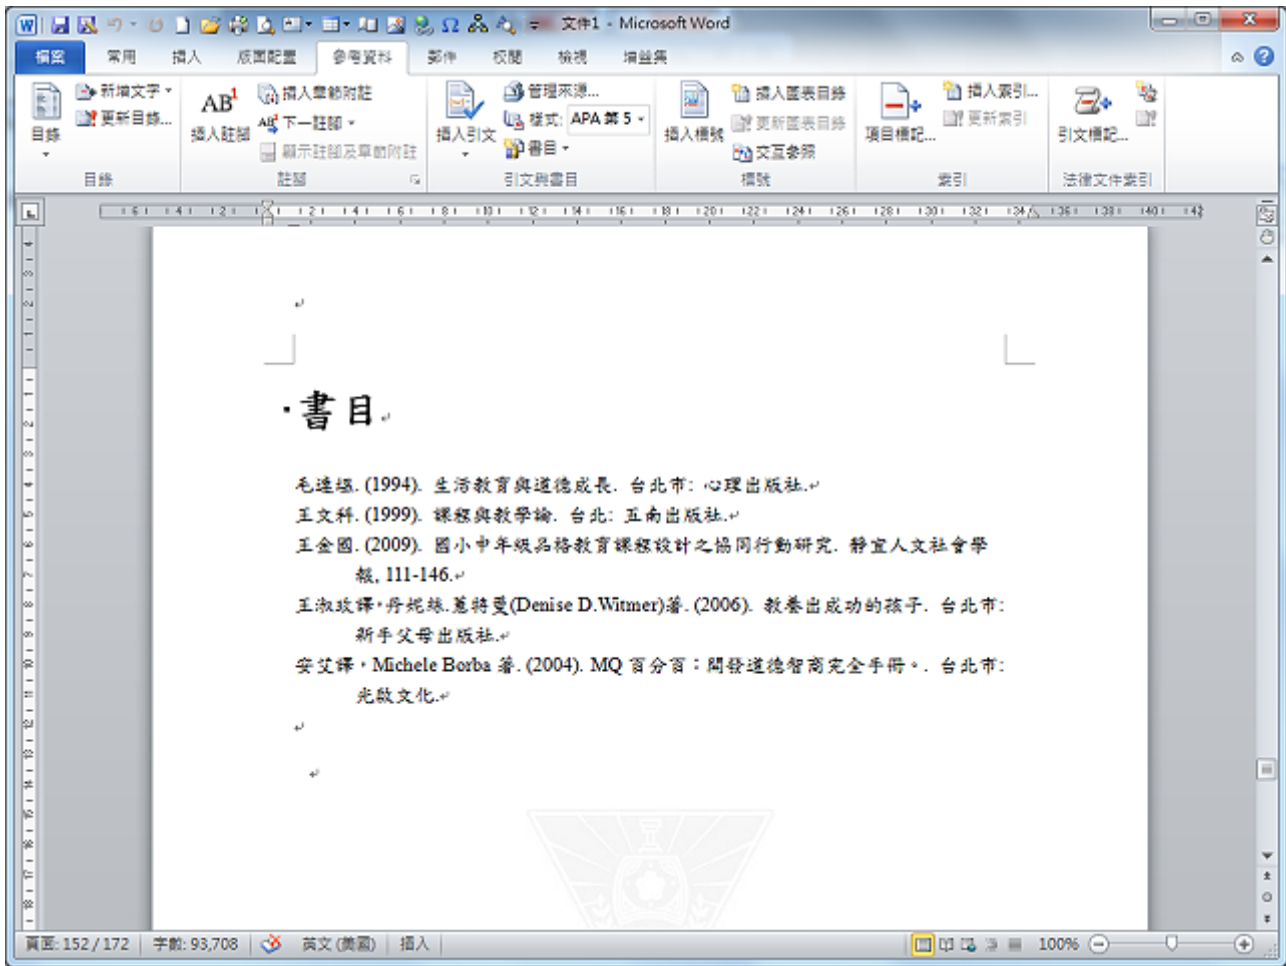 文件1 - Microsoft Word
檔案 常用 插入 版面配置 參考資料 郵件 校閱 檢視 增益集
目錄
新增文字
更新目錄...
目錄
AB1
插入註腳
插入章節附註
AB1 下一註腳
顯示註腳及章節附註
註腳
插入引文
管理來源...
樣式: APA 第 5
書目
引文與書目
插入標號
插入圖表目錄
更新圖表目錄
交互參照
標號
項目標記...
插入索引...
更新索引
索引
引文標記...
法律文件索引
書目
毛連塭. (1994). 生活教育與道德成長. 台北市: 心理出版社.
王文科. (1999). 課程與教學論. 台北: 五南出版社.
王金國. (2009). 國小中年級品格教育課程設計之協同行動研究. 靜宜人文社會學
報, 111-146.
王淑玫譯,丹妮絲.薏特曼(Denise D.Witmer)著. (2006). 教養出成功的孩子. 台北市:
新手父母出版社.
安艾譯,Michele Borba 著. (2004). MQ 百分百:開發道德智商完全手冊。. 台北市:
光啟文化.
頁面: 152 / 172 字數: 93,708 英文 (美國) 插入 100%